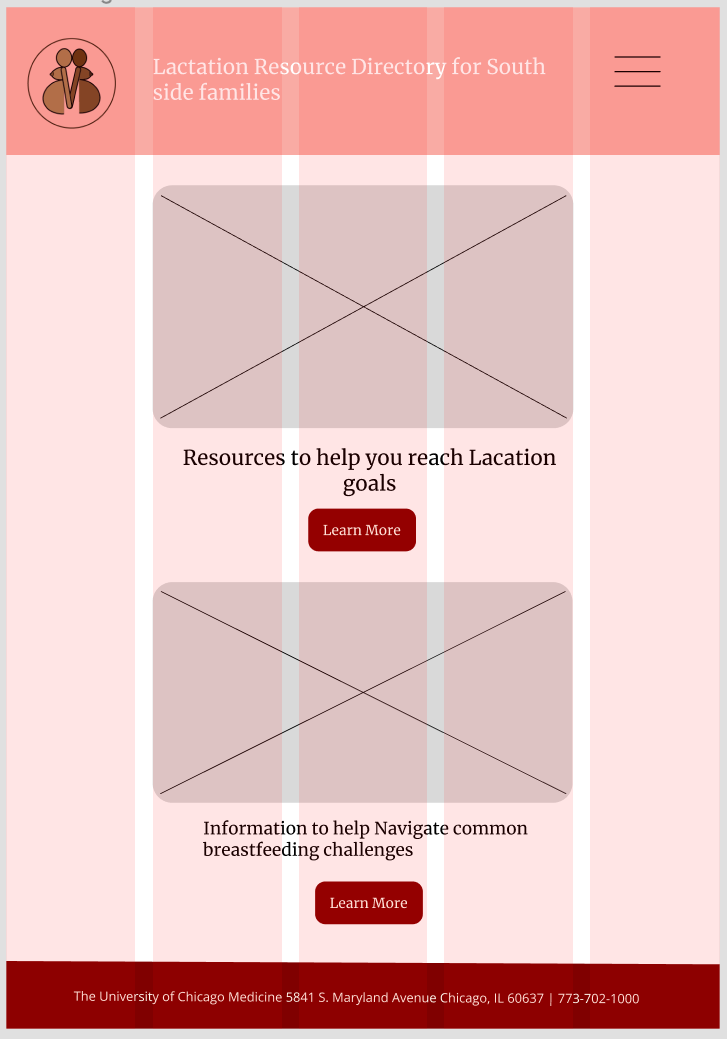 Lactation Resource Directory for South
side families
Resources to help you reach Lacation
goals
Learn More
Information to help Navigate common
breastfeeding challenges
Learn More
The University of Chicago Medicine 5841 S. Maryland Avenue Chicago, IL 60637 | 773-702-1000